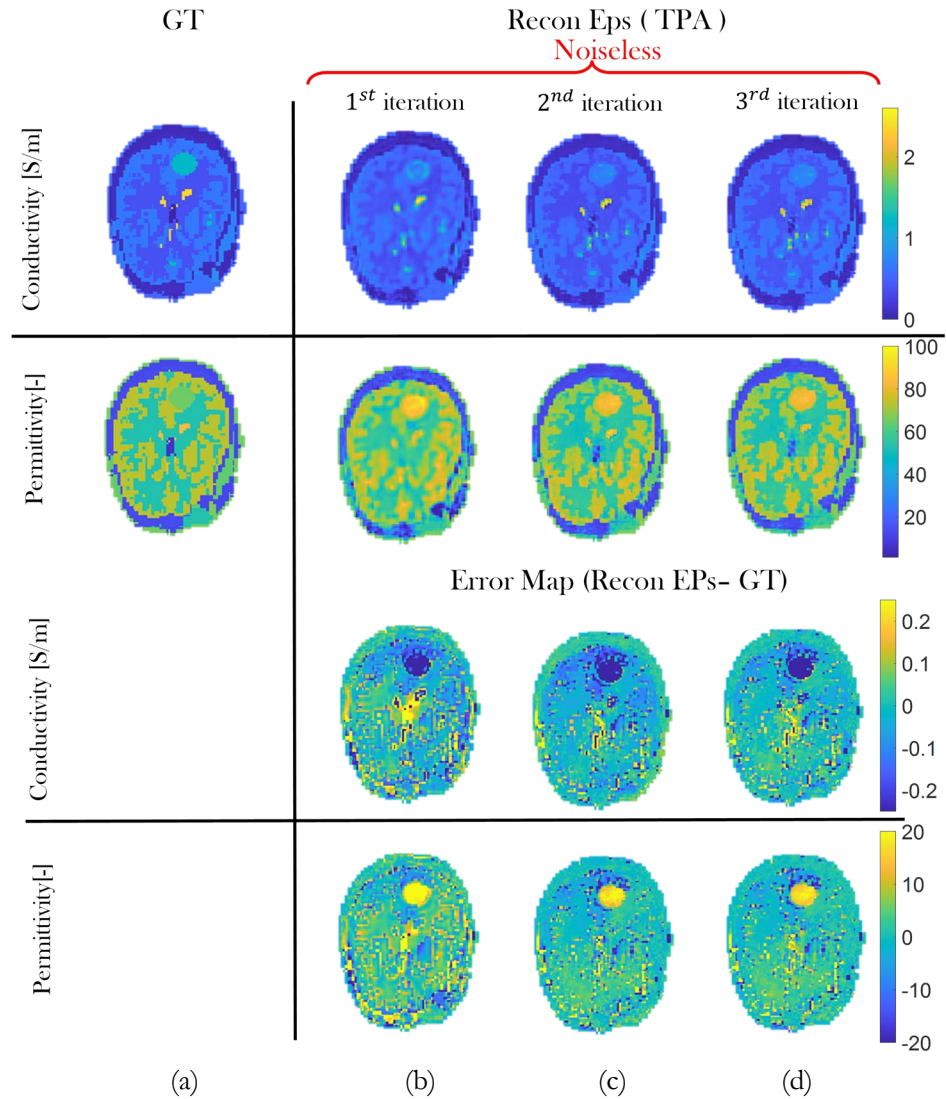 GT
Recon Eps ( TPA )
Noiseless
1st iteration
2nd iteration
3rd iteration
Conductivity [S/m]
2
1
0
Permittivity[-]
100
80
60
40
20
Error Map (Recon EPs– GT)
Conductivity [S/m]
0.2
0.1
0
-0.1
-0.2
Permittivity[-]
20
10
0
-10
-20
(a)
(b)
(c)
(d)